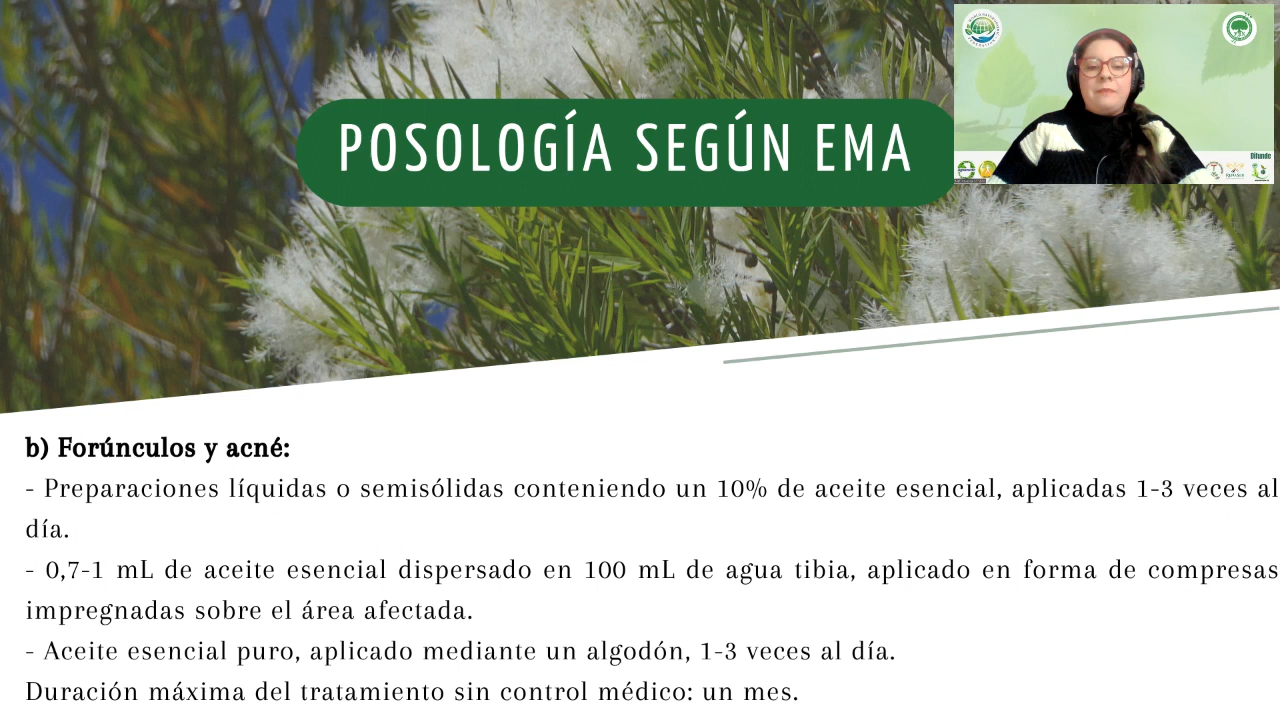 POSOLOGÍA SEGÚN EMA
Difunde
b) Forúnculos y acné:
- Preparaciones líquidas o semisólidas conteniendo un 10% de aceite esencial, aplicadas 1-3 veces al
día.
- 0,7-1 mL de aceite esencial dispersado en 100 mL de agua tibia, aplicado en forma de compresas
impregnadas sobre el área afectada.
- Aceite esencial puro, aplicado mediante un algodón, 1-3 veces al día.
Duración máxima del tratamiento sin control médico: un mes.